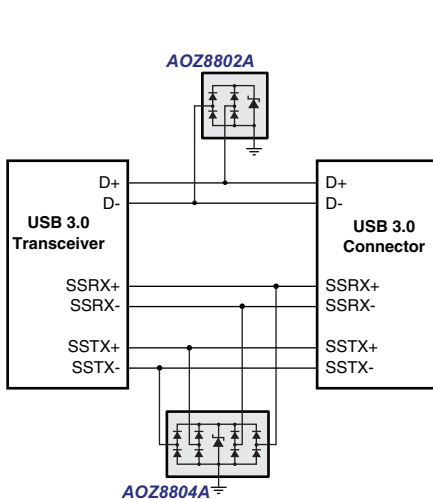 AOZ8802A
D+
D-
USB 3.0
Transceiver
SSRX+
SSRX-
SSTX+
SSTX-
D+
D-
USB 3.0
Connector
SSRX+
SSRX-
SSTX+
SSTX-
AOZ8804A